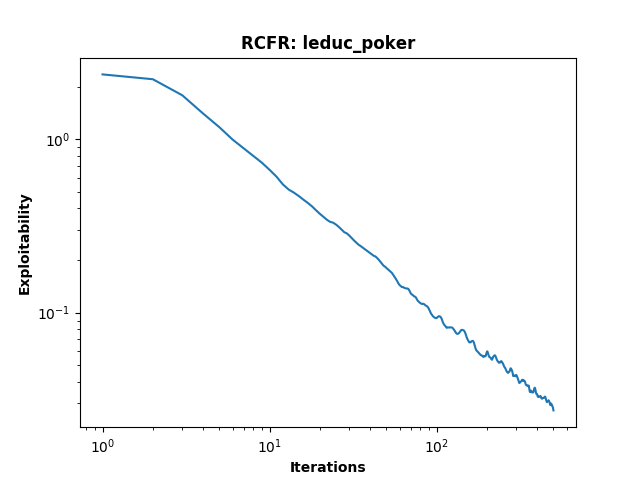 RCFR: leduc_poker
Exploitability
10⁰
10⁻¹
10⁰
10¹
10²
Iterations